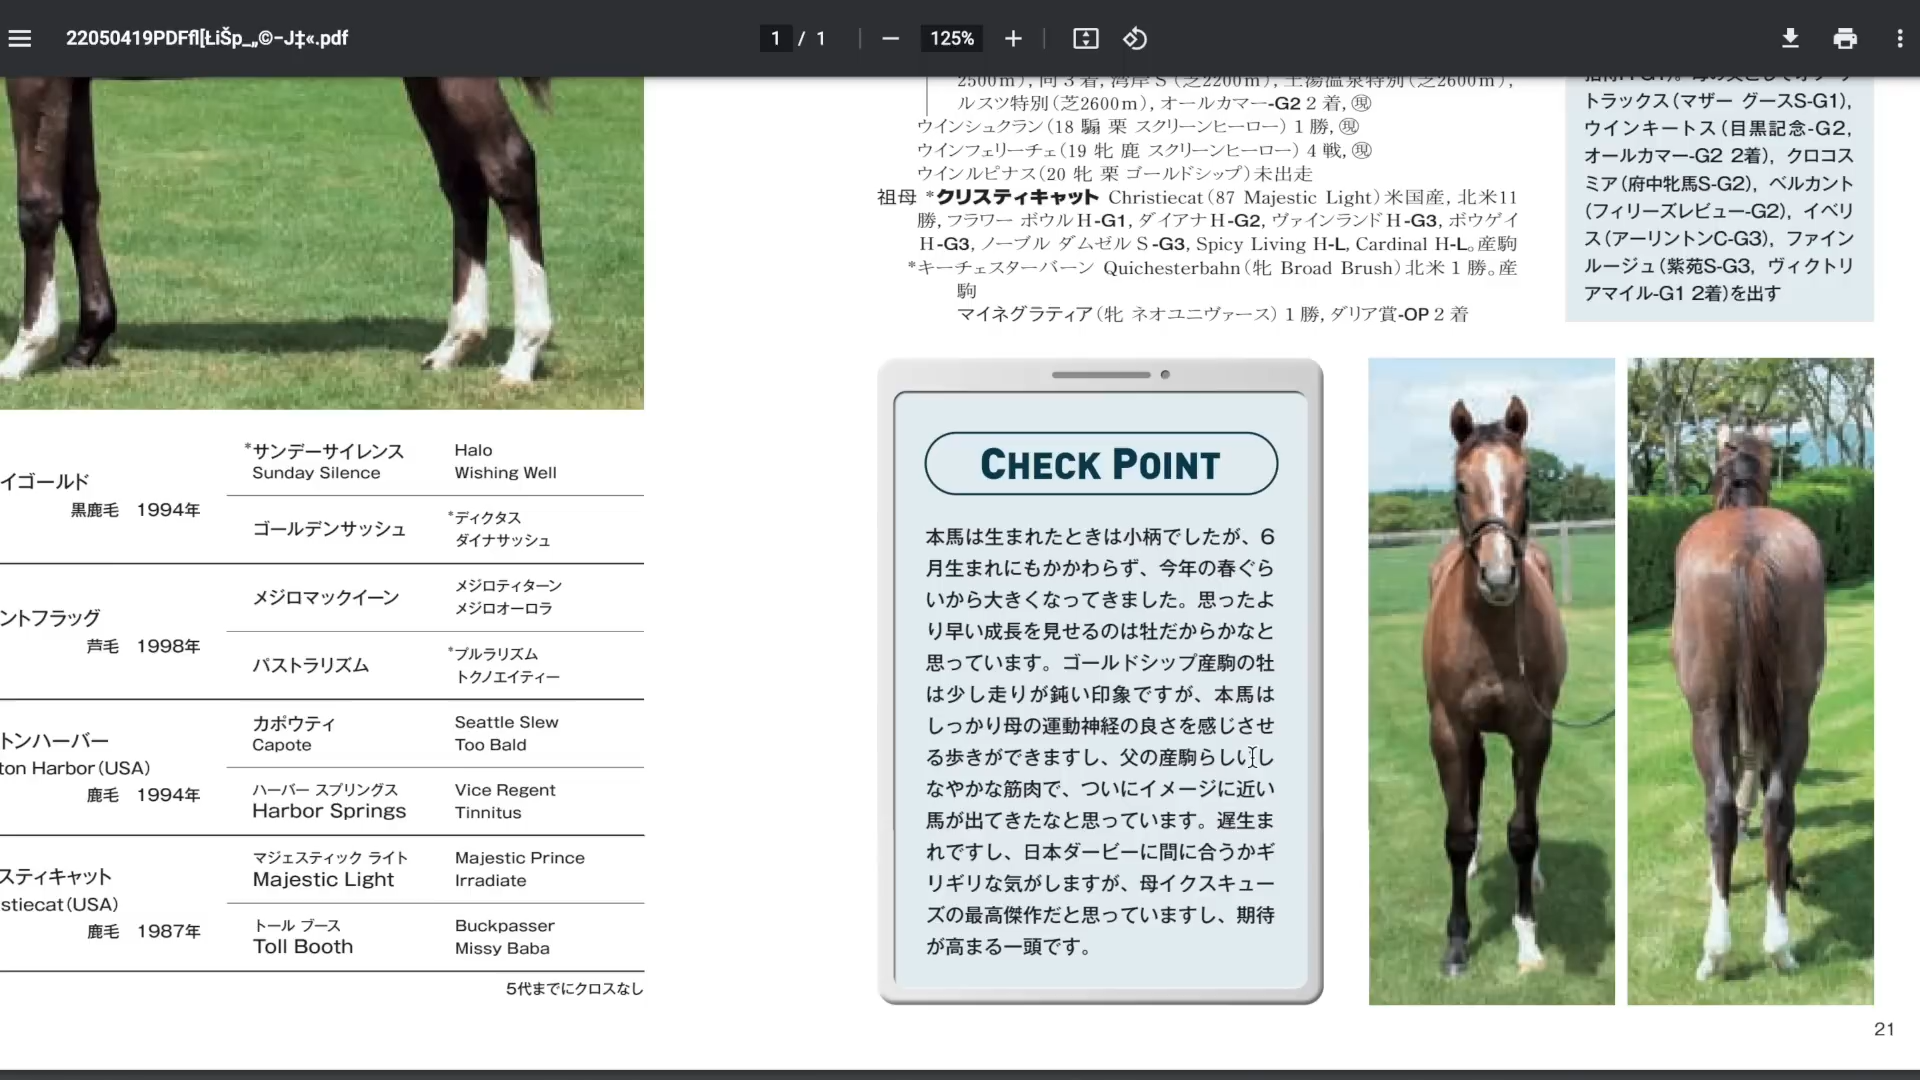 22050419PDFfl[ŁiŠp_„©−J‡«.pdf
1 / 1
125%
2500m），同３着，湾岸Ｓ（芝2200m），土湯温泉特別（芝2600m），
ルスツ特別（芝2600m），オールカマー-G2２着，㊅
ウインシュクラン（18 騸 栗 スクリーンヒーロー）１勝，
ウインフェリーチェ（19 牝 鹿 スクリーンヒーロー）４戦，
ウインルピナス（20 牝 栗 ゴールドシップ）未出走
祖母 *クリスティキャット Christiecat（87 Majestic Light）米国産，北米11
勝，フラワー ボウルＨ-G1，ダイアナＨ-G2，ヴァインランドＨ-G3，ボウゲイ
Ｈ-G3，ノーブル ダムゼルＳ-G3，Spicy Living H-L，Cardinal H-L。産駒
*キーチェスターバーン Quichesterbahn（牝 Broad Brush）北米１勝。産
駒
マイネグラティア（牝 ネオユニヴァース）１勝，ダリア賞-OP２着
トラックス（マザー グースS-G1），
ウインキートス（目黒記念-G2，
オールカマー-G2 2着），クロコス
ミア（府中牝馬S-G2），ベルカント
（フィリーズレビュー-G2），イベリ
ス（アーリントンC-G3），ファイン
ルージュ（紫苑S-G3，ヴィクトリ
アマイル-G1 2着）を出す
イゴールド
黒鹿毛　1994年
*サンデーサイレンス
Sunday Silence
Halo
Wishing Well
ゴールデンサッシュ
*ディクタス
ダイナサッシュ
ントフラッグ
芦毛　1998年
メジロマックイーン
メジロティターン
メジロオーロラ
パストラリズム
*プルラリズム
トクノエイティー
トンハーバー
ton Harbor（USA）
鹿毛　1994年
カポウティ
Capote
Seattle Slew
Too Bald
ハーバー スプリングス
Harbor Springs
Vice Regent
Tinnitus
スティキャット
stiecat（USA）
鹿毛　1987年
マジェスティック ライト
Majestic Light
Majestic Prince
Irradiate
トール ブース
Toll Booth
Buckpasser
Missy Baba
5代までにクロスなし
CHECK POINT
本馬は生まれたときは小柄でしたが、6
月生まれにもかかわらず、今年の春ぐら
いから大きくなってきました。思ったよ
り早い成長を見せるのは牡だからかなと
思っています。ゴールドシップ産駒の牡
は少し走りが鈍い印象ですが、本馬は
しっかり母の運動神経の良さを感じさせ
る歩きができますし、父の産駒らしいし
なやかな筋肉で、ついにイメージに近い
馬が出てきたなと思っています。遅生ま
れですし、日本ダービーに間に合うかギ
リギリな気がしますが、母イクスキュー
ズの最高傑作だと思っていますし、期待
が高まる一頭です。
21